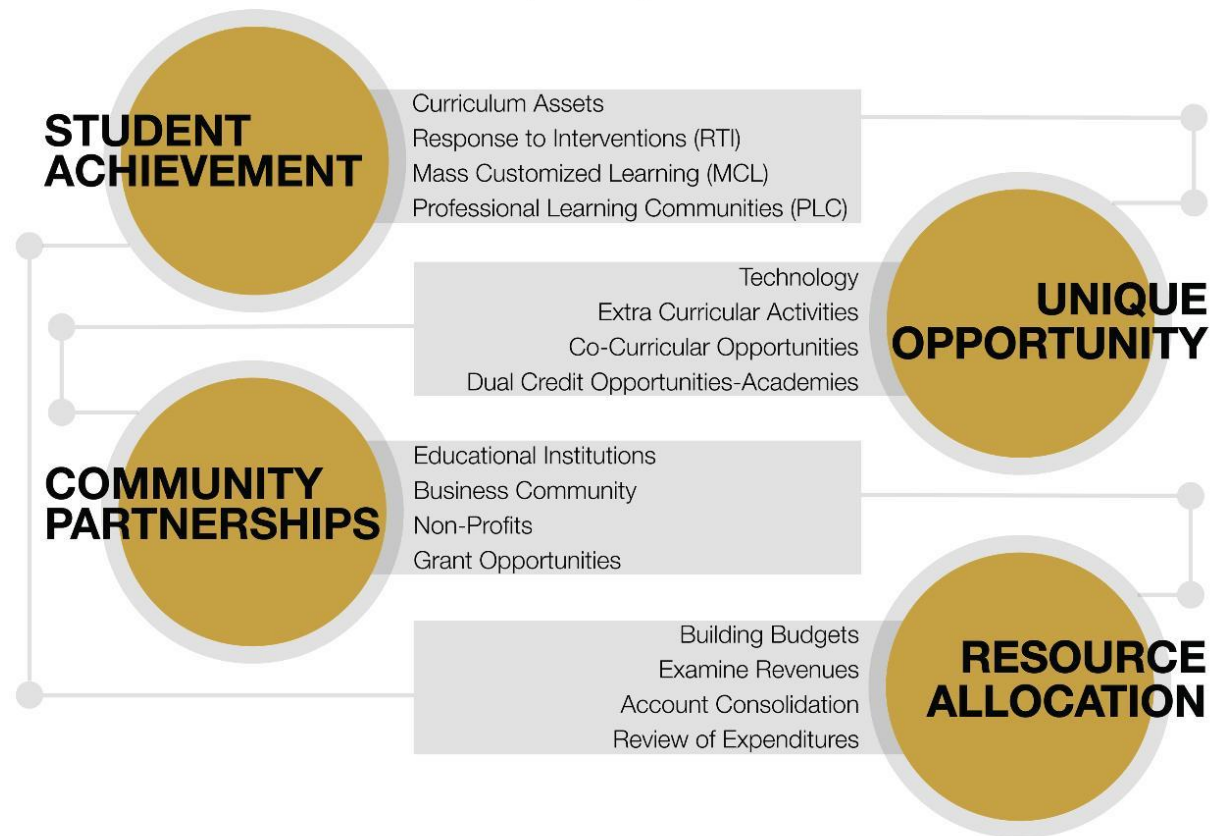 STUDENT
ACHIEVEMENT
Curriculum Assets
Response to Interventions (RTI)
Mass Customized Learning (MCL)
Professional Learning Communities (PLC)
UNIQUE
OPPORTUNITY
Technology
Extra Curricular Activities
Co-Curricular Opportunities
Dual Credit Opportunities-Academies
COMMUNITY
PARTNERSHIPS
Educational Institutions
Business Community
Non-Profits
Grant Opportunities
RESOURCE
ALLOCATION
Building Budgets
Examine Revenues
Account Consolidation
Review of Expenditures